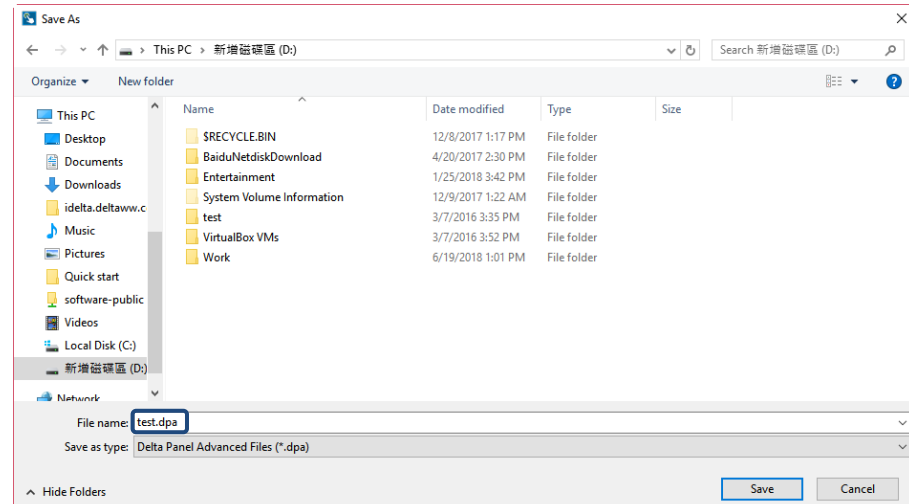 Save As
This PC › 新增磁碟區 (D:)
Search 新增磁碟區 (D:)
Organize
New folder
Name Date modified Type Size
This PC
Desktop
Documents
Downloads
idelta.deltaww.c
Music
Pictures
Quick start
software-public
Videos
Local Disk (C:)
新增磁碟區 (D:)
Network
$RECYCLE.BIN 12/8/2017 1:17 PM File folder
BaiduNetdiskDownload 4/20/2017 2:30 PM File folder
Entertainment 1/25/2018 3:42 PM File folder
System Volume Information 12/9/2017 1:22 AM File folder
test 3/7/2016 3:35 PM File folder
VirtualBox VMs 3/7/2016 3:52 PM File folder
Work 6/19/2018 1:01 PM File folder
File name: test.dpa
Save as type: Delta Panel Advanced Files (*.dpa)
Hide Folders
Save
Cancel